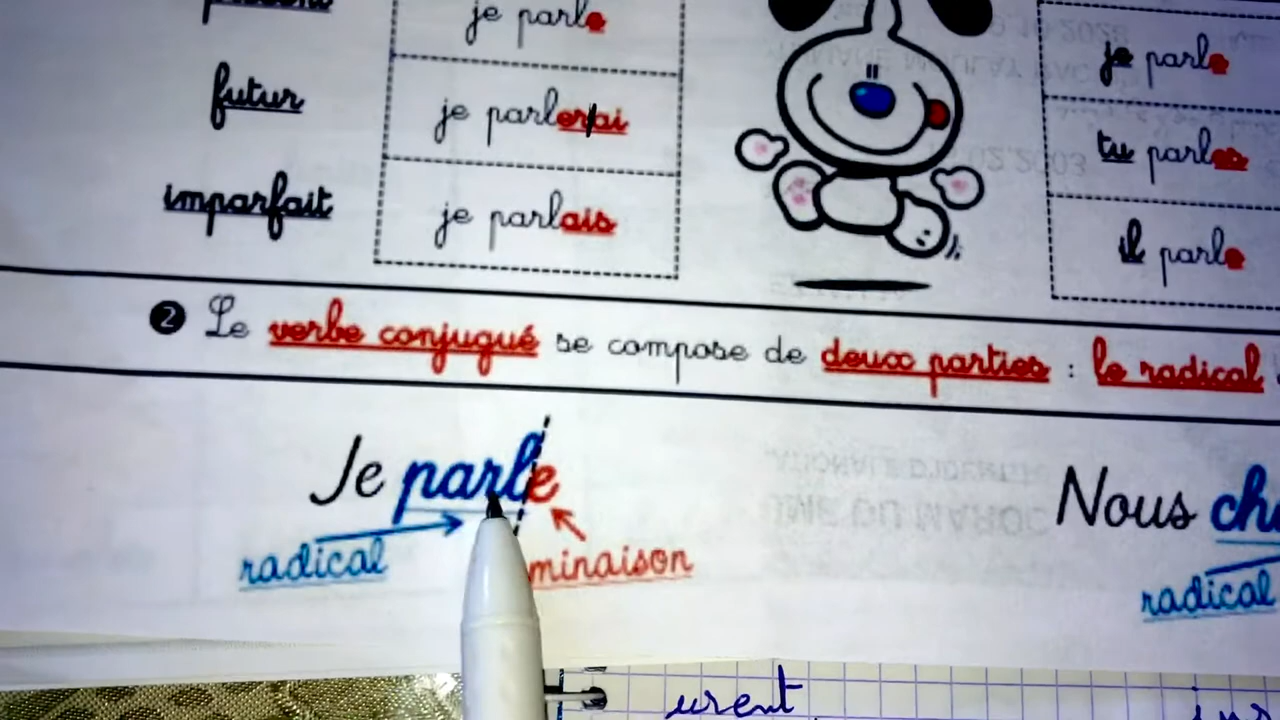 je parle
futur
je parlerai
imparfait
je parlais
je parle
tu parles
il parle
2 Le verbe conjugué se compose de deux parties : le radical
Je parle
radical
minaison
Nous ch
radical
urent